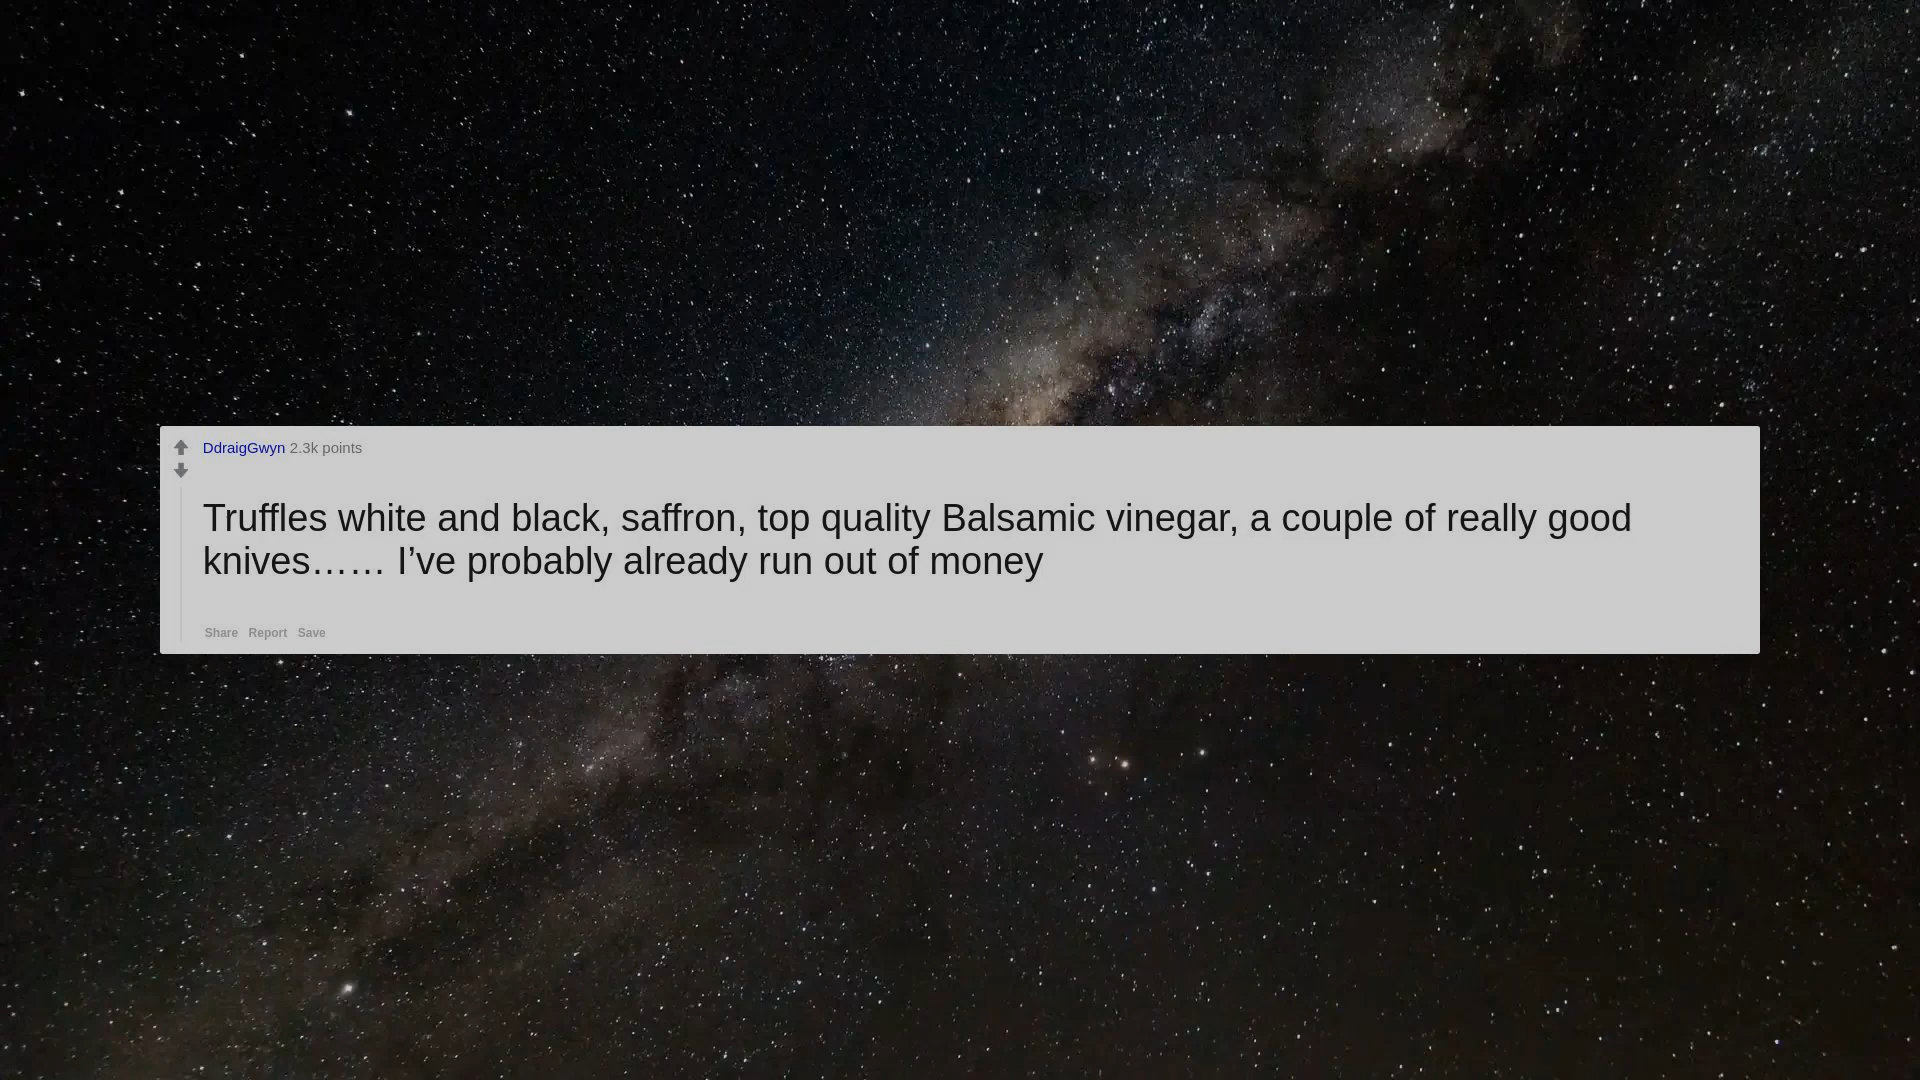 DdraigGwyn 2.3k points
Truffles white and black, saffron, top quality Balsamic vinegar, a couple of really good
knives…… I’ve probably already run out of money
Share Report Save